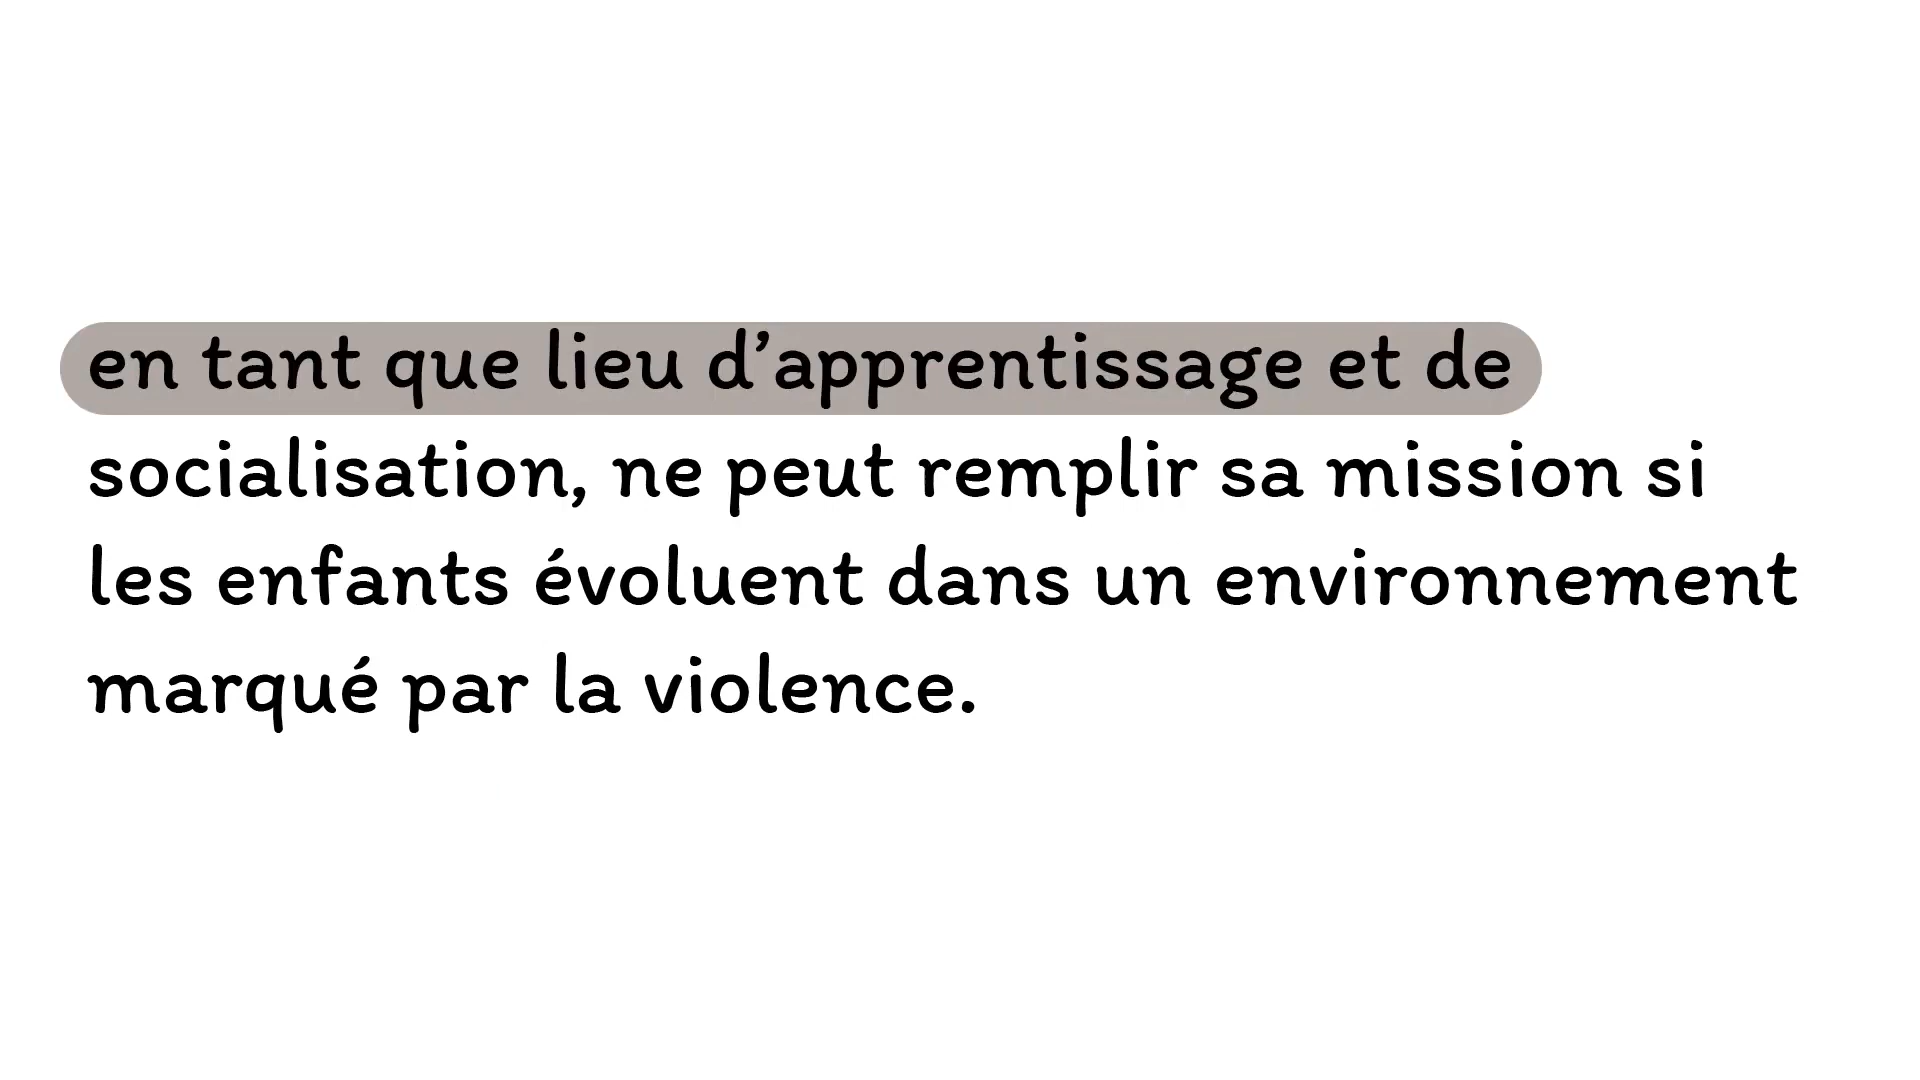 en tant que lieu d’apprentissage et de
socialisation, ne peut remplir sa mission si
les enfants évoluent dans un environnement
marqué par la violence.